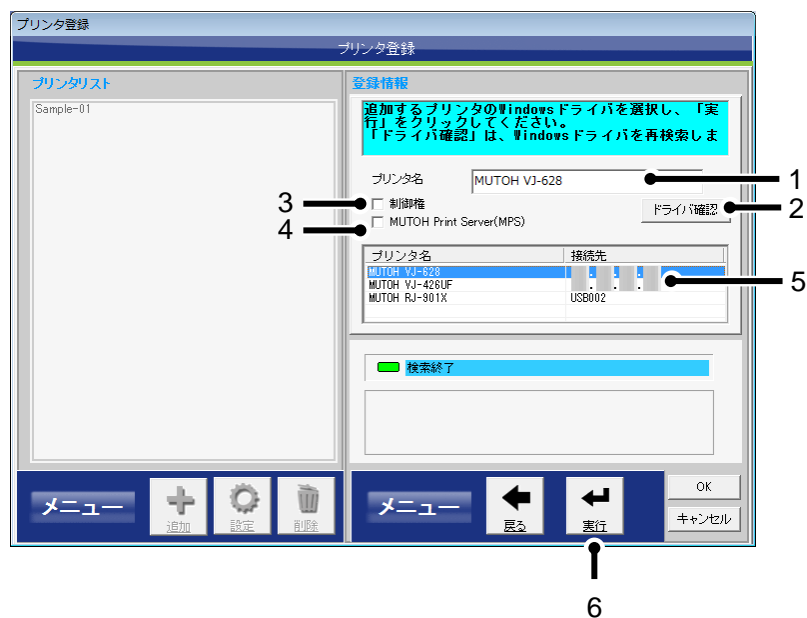 プリンタ登録
プリンタ登録
プリンタリスト
Sample-01
登録情報
追加するプリンタのWindowsドライバを選択し、「実
行」をクリックしてください。
「ドライバ確認」は、Windowsドライバを再検索しま
プリンタ名 MUTOH VJ-628
1
3
制御権
ドライバ確認
2
4
MUTOH Print Server(MPS)
プリンタ名 接続先
MUTOH VJ-628
MUTOH VJ-426UF
MUTOH RJ-901X USB002
5
検索終了
メニュー
追加
設定
削除
メニュー
戻る
実行
OK
キャンセル
6